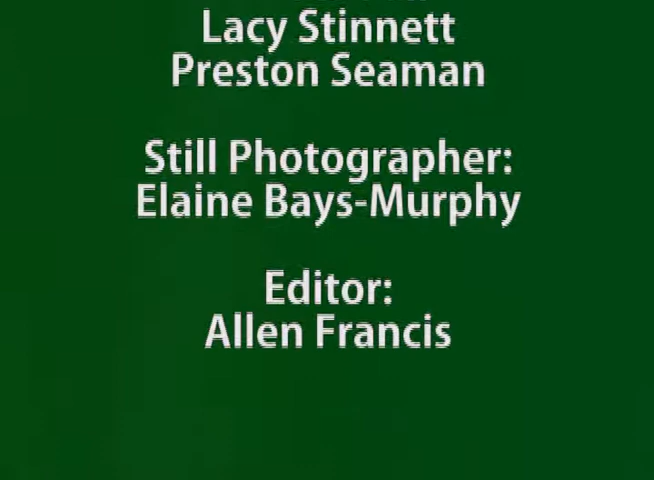 Lacy Stinnett
Preston Seaman
Still Photographer:
Elaine Bays-Murphy
Editor:
Allen Francis